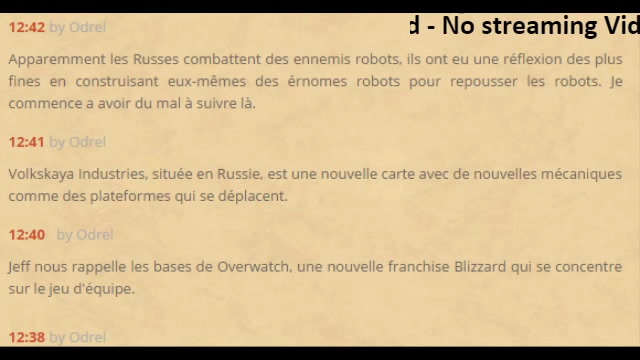 d - No streaming Vid
12:42 by Odrel
Apparemment les Russes combattent des ennemis robots, ils ont eu une réflexion des plus
fines en construisant eux-mêmes des érnomes robots pour repousser les robots. Je
commence a avoir du mal à suivre là.
12:41 by Odrel
Volkskaya Industries, située en Russie, est une nouvelle carte avec de nouvelles mécaniques
comme des plateformes qui se déplacent.
12:40 by Odrel
Jeff nous rappelle les bases de Overwatch, une nouvelle franchise Blizzard qui se concentre
sur le jeu d'équipe.
12:38 by Odrel